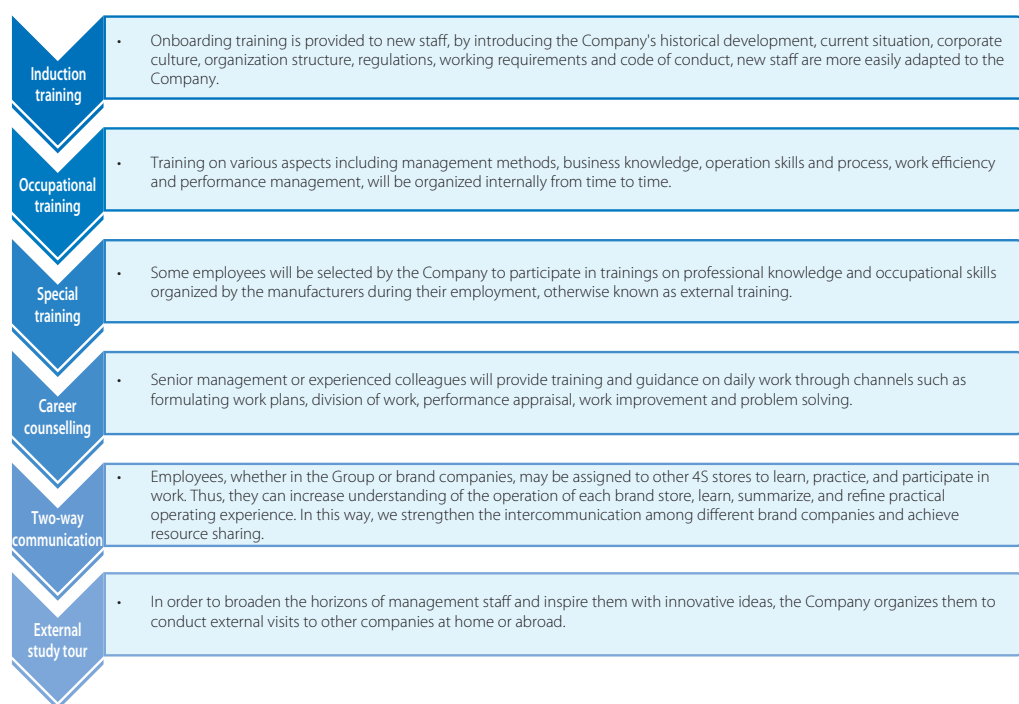 Induction
training
• Onboarding training is provided to new staff, by introducing the Company's historical development, current situation, corporate
culture, organization structure, regulations, working requirements and code of conduct, new staff are more easily adapted to the
Company.
Occupational
training
• Training on various aspects including management methods, business knowledge, operation skills and process, work efficiency
and performance management, will be organized internally from time to time.
Special
training
• Some employees will be selected by the Company to participate in trainings on professional knowledge and occupational skills
organized by the manufacturers during their employment, otherwise known as external training.
Career
counselling
• Senior management or experienced colleagues will provide training and guidance on daily work through channels such as
formulating work plans, division of work, performance appraisal, work improvement and problem solving.
Two-way
communication
• Employees, whether in the Group or brand companies, may be assigned to other 4S stores to learn, practice, and participate in
work. Thus, they can increase understanding of the operation of each brand store, learn, summarize, and refine practical
operating experience. In this way, we strengthen the intercommunication among different brand companies and achieve
resource sharing.
External
study tour
• In order to broaden the horizons of management staff and inspire them with innovative ideas, the Company organizes them to
conduct external visits to other companies at home or abroad.